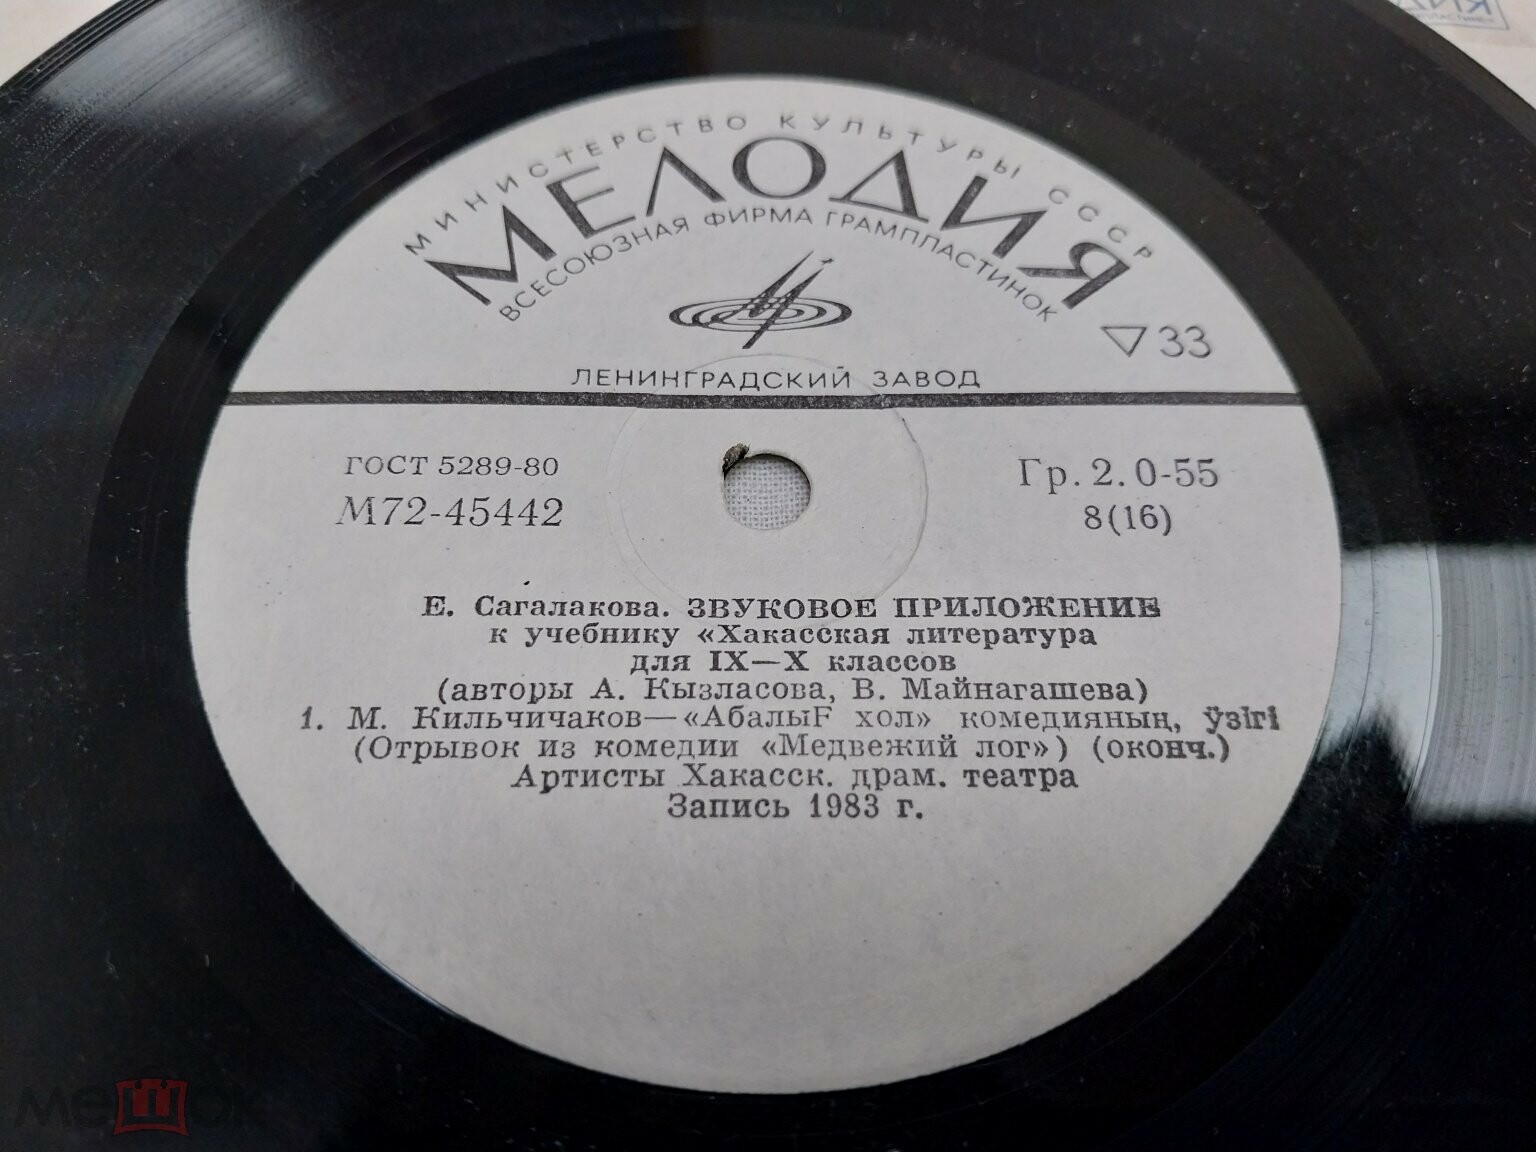 МИНИСТЕРСТВО КУЛЬТУРЫ СССР
МЕЛОДИЯ
ВСЕСОЮЗНАЯ ФИРМА ГРАМПЛАСТИНОК
33
ЛЕНИНГРАДСКИЙ ЗАВОД
ГОСТ 5289-80
Гр. 2. 0-55
М72-45442
8(16)
Е. Сагалакова. ЗВУКОВОЕ ПРИЛОЖЕНИЕ
к учебнику «Хакасская литература
для IX—X классов
(авторы А. Кызласова, В. Майнагашева)
1. М. Кильчичаков—«Абалығ хол» комедияның, ӱзігі
(Отрывок из комедии «Медвежий лог») (оконч.)
Артисты Хакасск. драм. театра
Запись 1983 г.
мешок